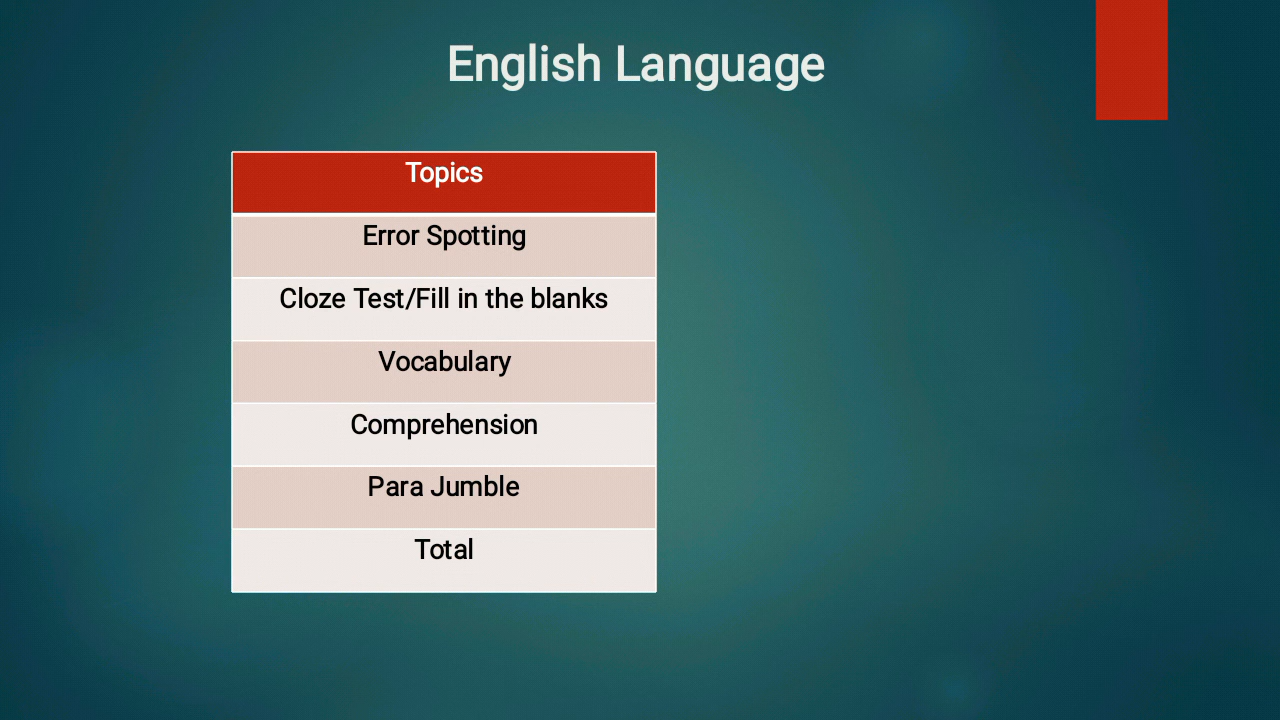 English Language
Topics
Error Spotting
Cloze Test/Fill in the blanks
Vocabulary
Comprehension
Para Jumble
Total